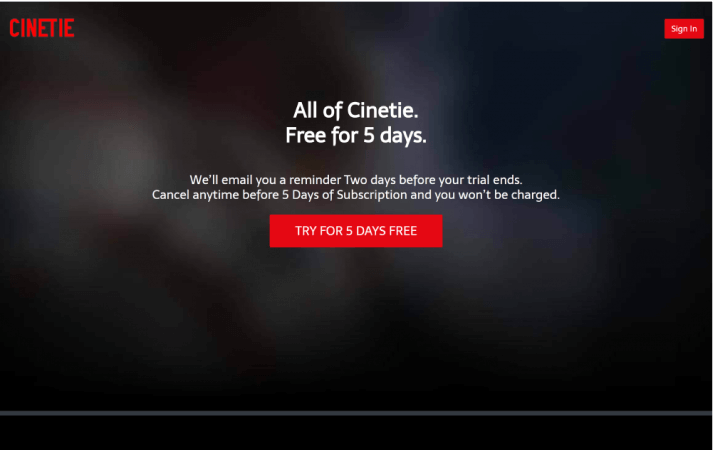 CINETIE
Sign In
All of Cinetie.
Free for 5 days.
We'll email you a reminder Two days before your trial ends.
Cancel anytime before 5 Days of Subscription and you won't be charged.
TRY FOR 5 DAYS FREE